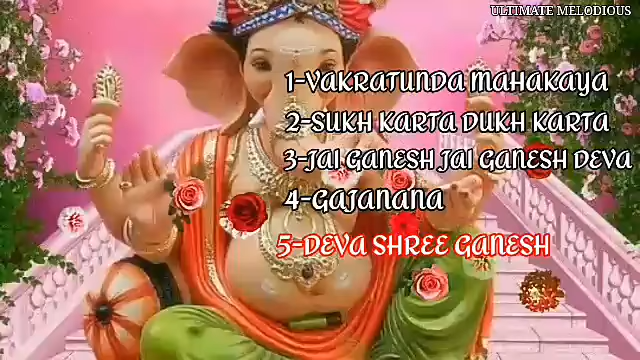 ULTIMATE MELODIOUS
1-VAKRATUNDA MAHAKAYA
2-SUKH KARTA DUKH KARTA
3-JAI GANESH JAI GANESH DEVA
4-GAJANANA
5-DEVA SHREE GANESH